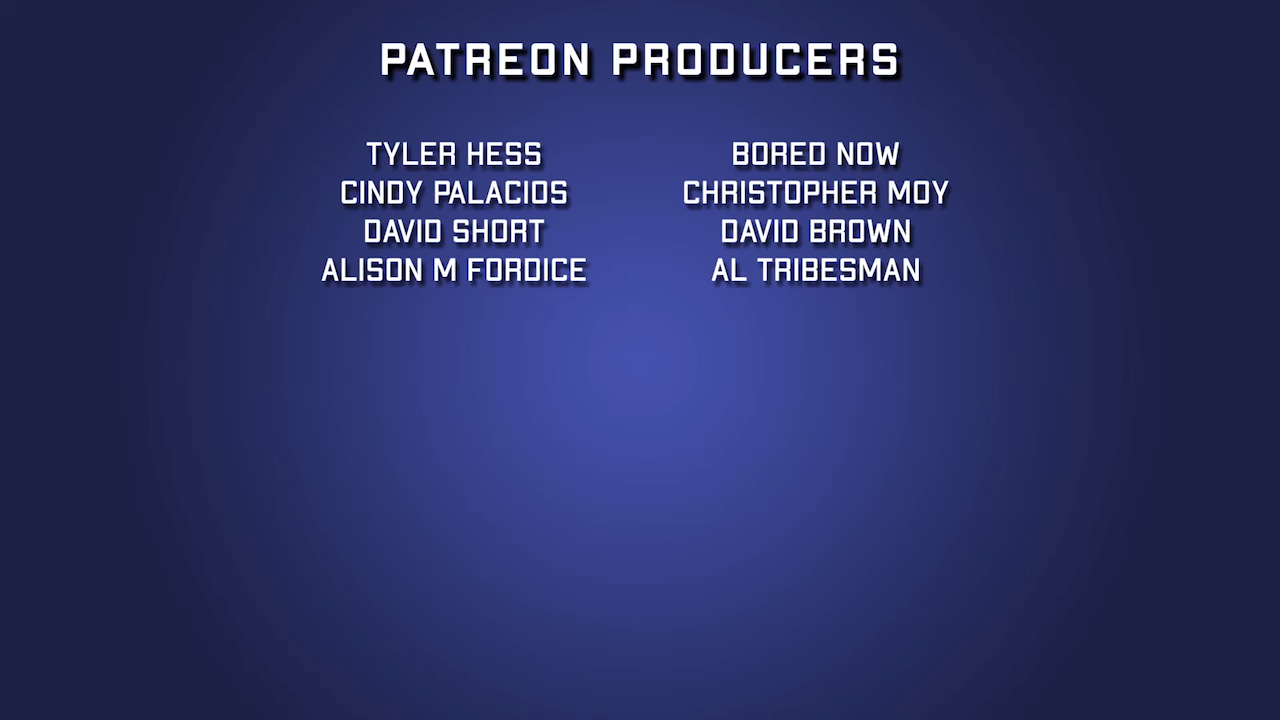 PATREON PRODUCERS
TYLER HESS
CINDY PALACIOS
DAVID SHORT
ALISON M FORDICE
BORED NOW
CHRISTOPHER MOY
DAVID BROWN
AL TRIBESMAN